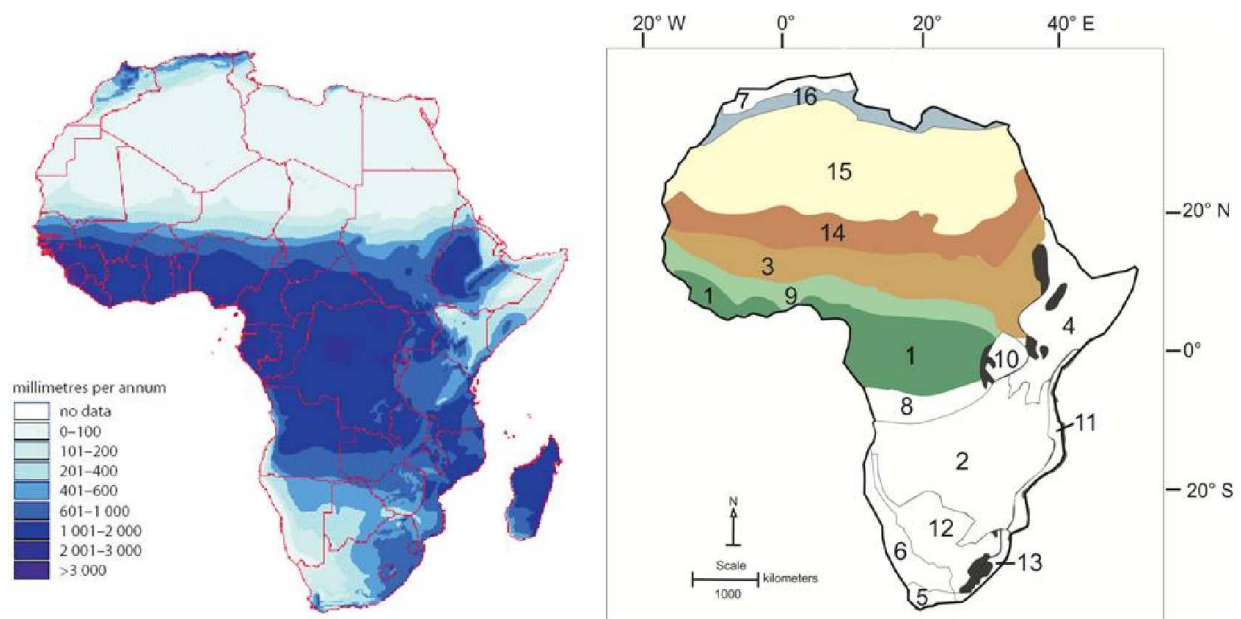 millimetres per annum
no data
0–100
101–200
201–400
401–600
601–1 000
1 001–2 000
2 001–3 000
>3 000
20° W 0° 20° 40° E
7 16
15
20° N
14
3
1 9
4
1 10 0°
8
11
2
20° S
N
12
6
Scale
kilometers
13
1000
5